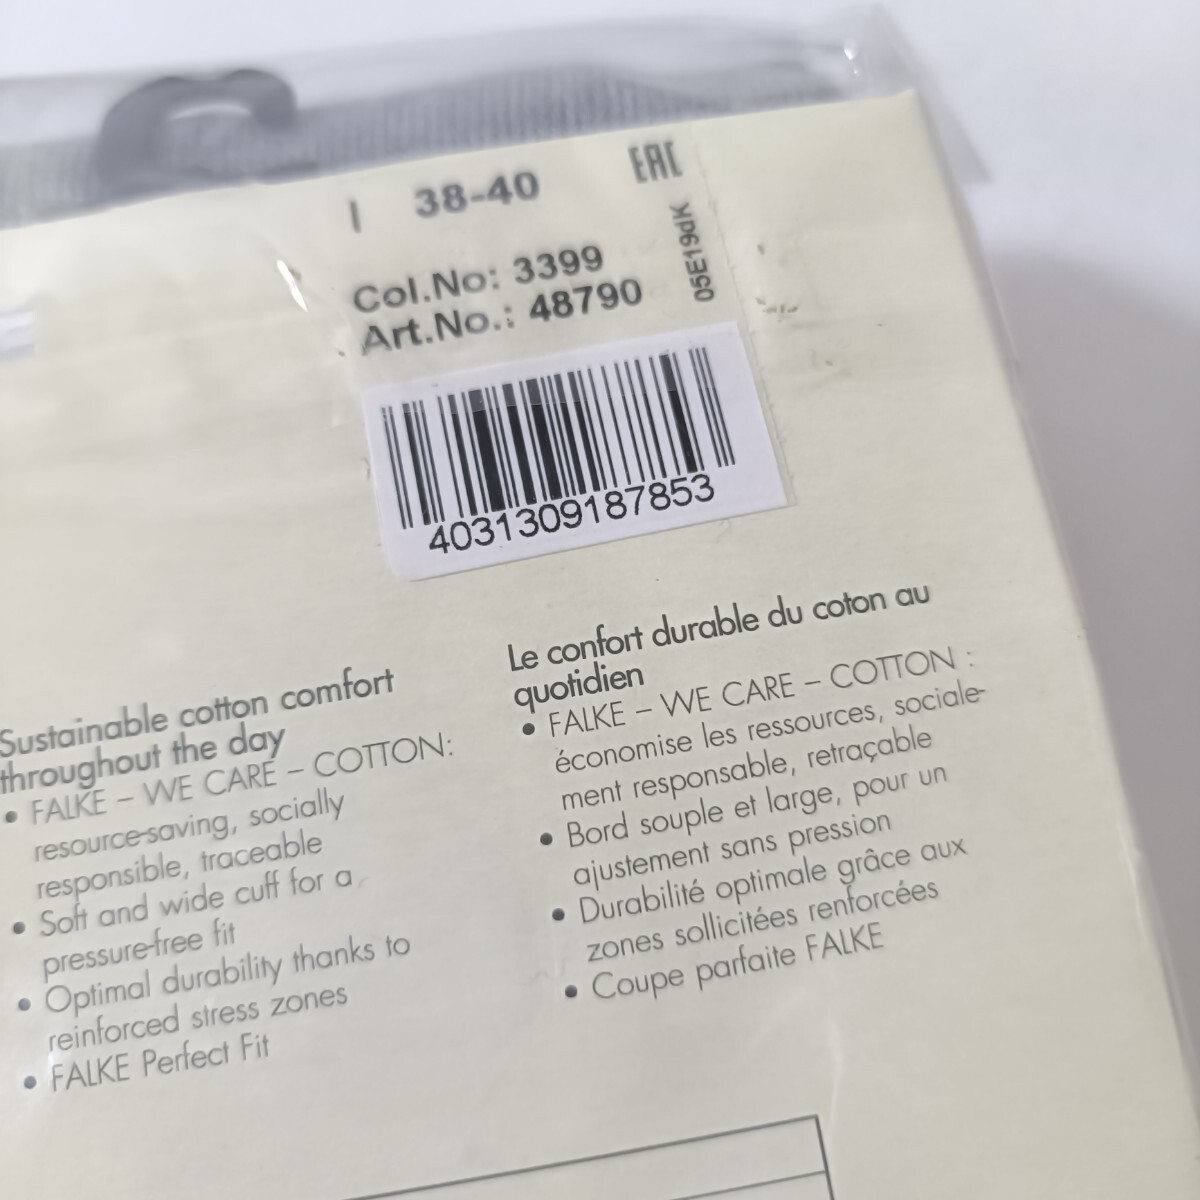 I 38-40
EAC
Col.No: 3399
Art.No.: 48790
05E19dK
4031309187853
Sustainable cotton comfort
throughout the day
• FALKE – WE CARE – COTTON:
resource-saving, socially
responsible, traceable
• Soft and wide cuff for a
pressure-free fit
• Optimal durability thanks to
reinforced stress zones
• FALKE Perfect Fit
Le confort durable du coton au
quotidien
• FALKE – WE CARE – COTTON :
économise les ressources, sociale-
ment responsable, retraçable
• Bord souple et large, pour un
ajustement sans pression
• Durabilité optimale grâce aux
zones sollicitées renforcées
• Coupe parfaite FALKE